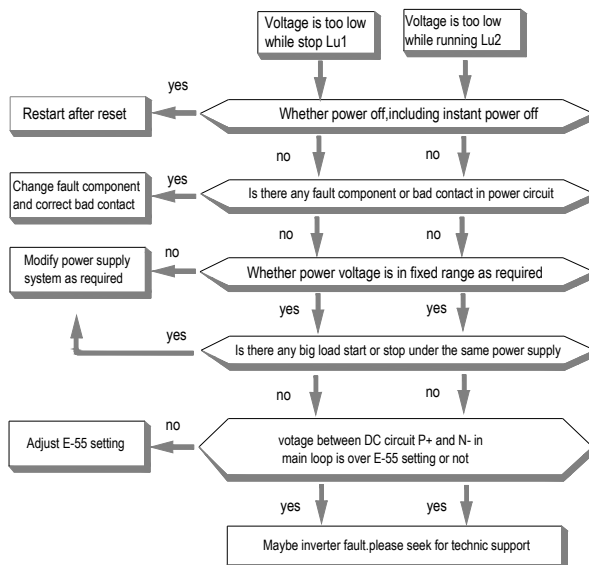 Voltage is too low
while stop Lu1
Voltage is too low
while running Lu2
yes
Restart after reset
Whether power off,including instant power off
no
no
Change fault component
and correct bad contact
yes
Is there any fault component or bad contact in power circuit
no
no
Modify power supply
system as required
no
Whether power voltage is in fixed range as required
yes
yes
yes
Is there any big load start or stop under the same power supply
no
no
Adjust E-55 setting
no
votage between DC circuit P+ and N- in
main loop is over E-55 setting or not
yes
yes
Maybe inverter fault.please seek for technic support